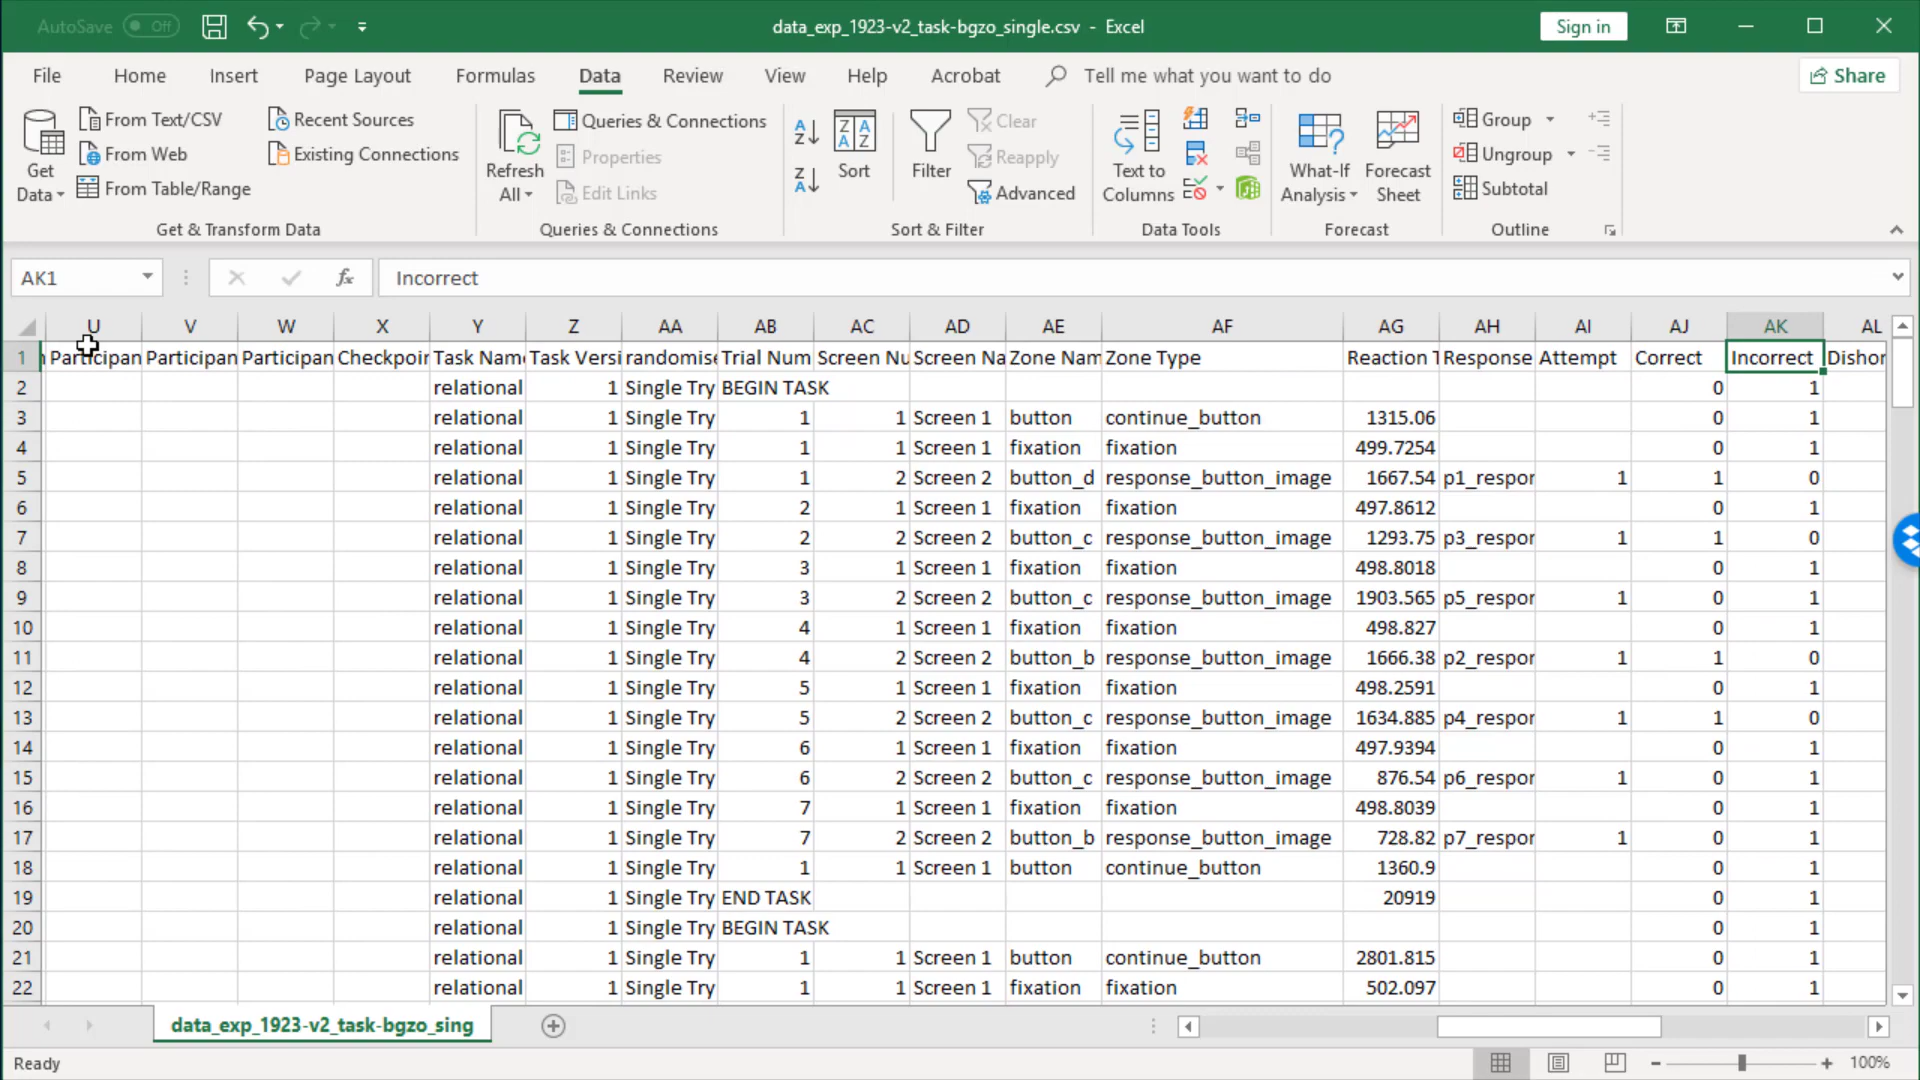 AutoSave Off data_exp_1923-v2_task-bgzo_single.csv - Excel Sign in
File Home Insert Page Layout Formulas Data Review View Help Acrobat Tell me what you want to do Share
Get Data From Text/CSV From Web From Table/Range Recent Sources Existing Connections
Refresh All Queries & Connections Properties Edit Links
Sort Filter Clear Reapply Advanced
Text to Columns What-If Analysis Forecast Sheet Group Ungroup Subtotal
Get & Transform Data Queries & Connections Sort & Filter Data Tools Forecast Outline
AK1 fx Incorrect
U V W X Y Z AA AB AC AD AE AF AG AH AI AJ AK AL
1 Participan Participan Participan Checkpoir Task Name Task Versi randomise Trial Num Screen Nu Screen Na Zone Nam Zone Type Reaction T Response Attempt Correct Incorrect Dishor
2 relational 1 Single Try BEGIN TASK 0 1
3 relational 1 Single Try 1 1 Screen 1 button continue_button 1315.06 0 1
4 relational 1 Single Try 1 1 Screen 1 fixation fixation 499.7254 0 1
5 relational 1 Single Try 1 2 Screen 2 button_d response_button_image 1667.54 p1_respor 1 1 0
6 relational 1 Single Try 2 1 Screen 1 fixation fixation 497.8612 0 1
7 relational 1 Single Try 2 2 Screen 2 button_c response_button_image 1293.75 p3_respor 1 1 0
8 relational 1 Single Try 3 1 Screen 1 fixation fixation 498.8018 0 1
9 relational 1 Single Try 3 2 Screen 2 button_c response_button_image 1903.565 p5_respor 1 0 1
10 relational 1 Single Try 4 1 Screen 1 fixation fixation 498.827 0 1
11 relational 1 Single Try 4 2 Screen 2 button_b response_button_image 1666.38 p2_respor 1 1 0
12 relational 1 Single Try 5 1 Screen 1 fixation fixation 498.2591 0 1
13 relational 1 Single Try 5 2 Screen 2 button_c response_button_image 1634.885 p4_respor 1 1 0
14 relational 1 Single Try 6 1 Screen 1 fixation fixation 497.9394 0 1
15 relational 1 Single Try 6 2 Screen 2 button_c response_button_image 876.54 p6_respor 1 0 1
16 relational 1 Single Try 7 1 Screen 1 fixation fixation 498.8039 0 1
17 relational 1 Single Try 7 2 Screen 2 button_b response_button_image 728.82 p7_respor 1 0 1
18 relational 1 Single Try 1 1 Screen 1 button continue_button 1360.9 0 1
19 relational 1 Single Try END TASK 20919 0 1
20 relational 1 Single Try BEGIN TASK 0 1
21 relational 1 Single Try 1 1 Screen 1 button continue_button 2801.815 0 1
22 relational 1 Single Try 1 1 Screen 1 fixation fixation 502.097 0 1
data_exp_1923-v2_task-bgzo_sing
Ready 100%